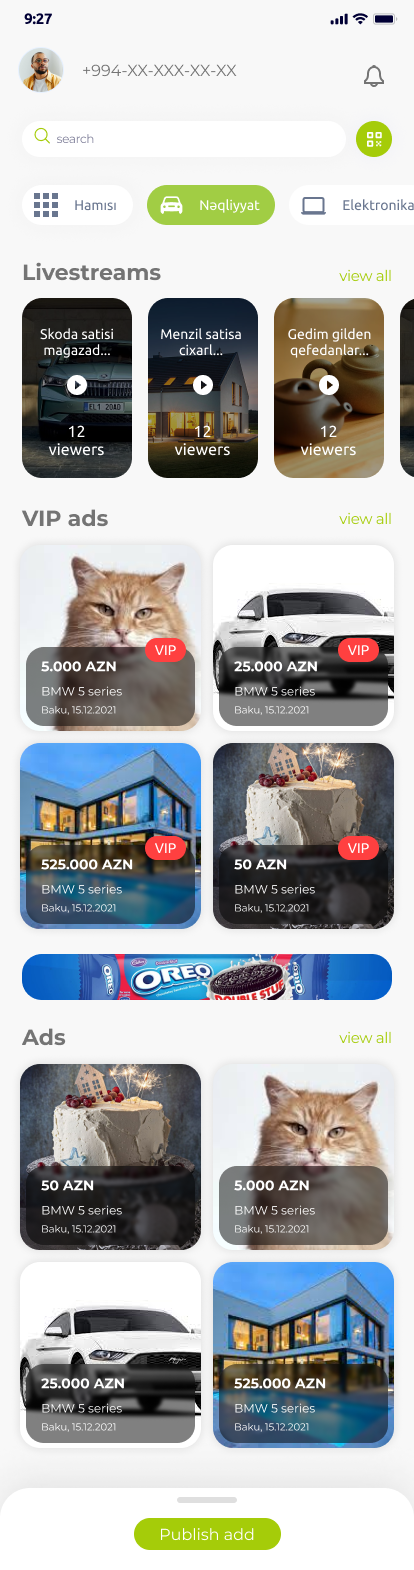 9:27
+994-XX-XXX-XX-XX
search
Hamısı
Nəqliyyat
Elektronika
Livestreams
view all
Skoda satisi
magazad...
12
viewers
EL1 20AD
Menzil satisa
cixarl...
12
viewers
Gedim gilden
qefedanlar...
12
viewers
VIP ads
view all
VIP
5.000 AZN
BMW 5 series
Baku, 15.12.2021
VIP
25.000 AZN
BMW 5 series
Baku, 15.12.2021
VIP
525.000 AZN
BMW 5 series
Baku, 15.12.2021
VIP
50 AZN
BMW 5 series
Baku, 15.12.2021
OREO
DOUBLE STUF
Ads
view all
50 AZN
BMW 5 series
Baku, 15.12.2021
5.000 AZN
BMW 5 series
Baku, 15.12.2021
25.000 AZN
BMW 5 series
Baku, 15.12.2021
525.000 AZN
BMW 5 series
Baku, 15.12.2021
Publish add